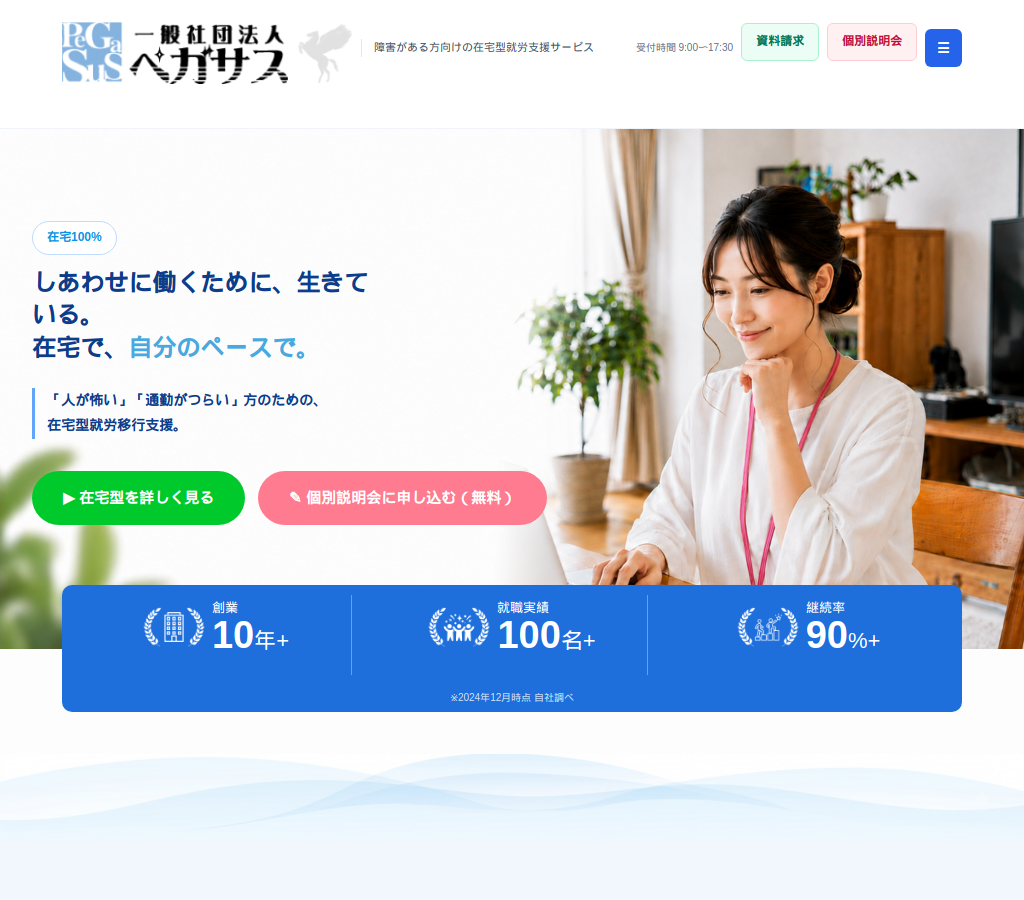 PeGaSuS
一般社団法人
ペガサス
障害がある方向けの在宅型就労支援サービス
受付時間 9:00〜17:30
資料請求
個別説明会
☰
在宅100%
しあわせに働くために、生きて
いる。
在宅で、自分のペースで。
「人が怖い」「通勤がつらい」方のための、
在宅型就労移行支援。
▶ 在宅型を詳しく見る
✎ 個別説明会に申し込む（無料）
創業
10年+
就職実績
100名+
継続率
90%+
※2024年12月時点 自社調べ